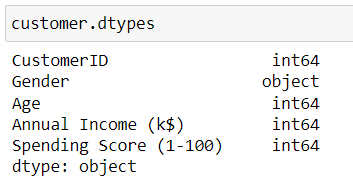 customer.dtypes
CustomerID int64
Gender object
Age int64
Annual Income (k$) int64
Spending Score (1-100) int64
dtype: object